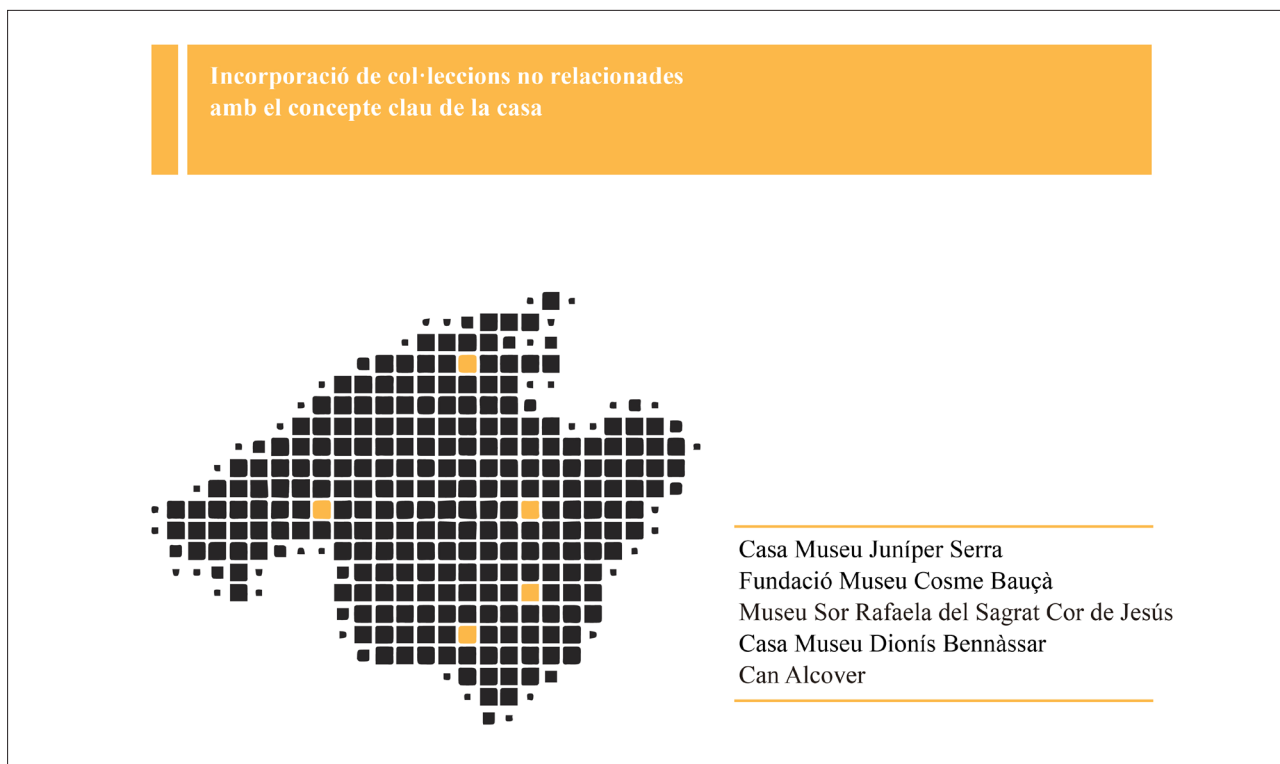 Incorporació de col·leccions no relacionades
amb el concepte clau de la casa
Casa Museu Juníper Serra
Fundació Museu Cosme Bauçà
Museu Sor Rafaela del Sagrat Cor de Jesús
Casa Museu Dionís Bennàssar
Can Alcover